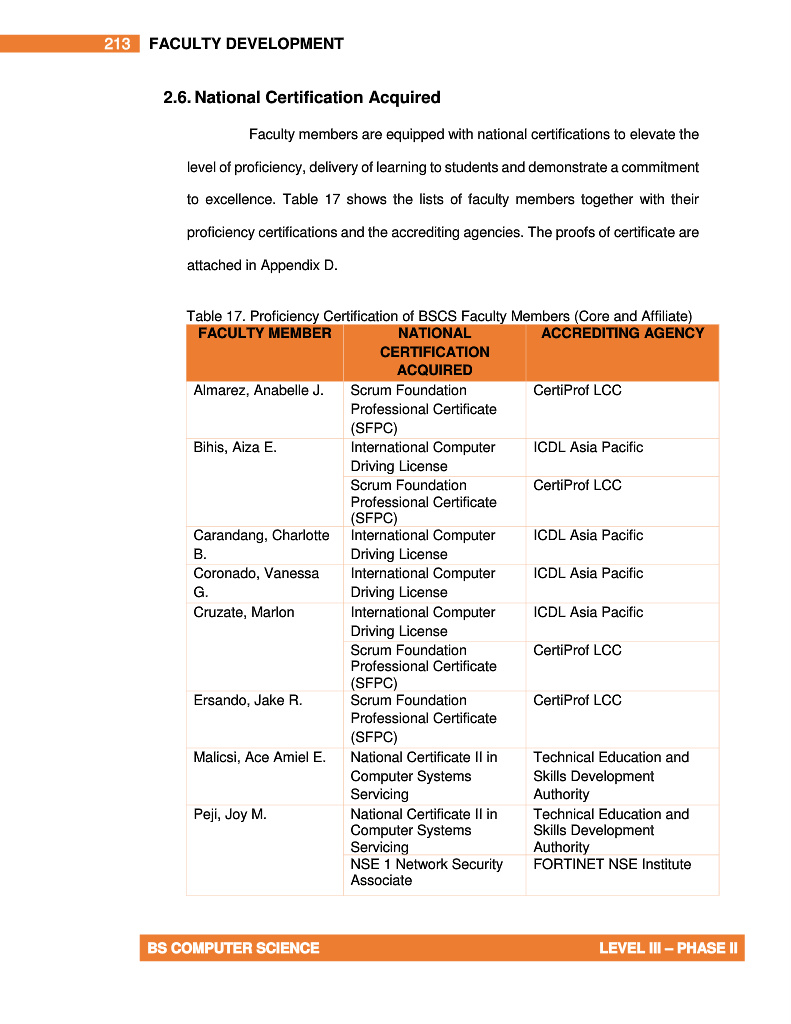 213 FACULTY DEVELOPMENT
2.6. National Certification Acquired
Faculty members are equipped with national certifications to elevate the
level of proficiency, delivery of learning to students and demonstrate a commitment
to excellence. Table 17 shows the lists of faculty members together with their
proficiency certifications and the accrediting agencies. The proofs of certificate are
attached in Appendix D.
Table 17. Proficiency Certification of BSCS Faculty Members (Core and Affiliate)
FACULTY MEMBER NATIONAL ACCREDITING AGENCY
CERTIFICATION
ACQUIRED
Almarez, Anabelle J. Scrum Foundation CertiProf LCC
Professional Certificate
(SFPC)
Bihis, Aiza E. International Computer ICDL Asia Pacific
Driving License
Scrum Foundation CertiProf LCC
Professional Certificate
(SFPC)
Carandang, Charlotte International Computer ICDL Asia Pacific
B. Driving License
Coronado, Vanessa International Computer ICDL Asia Pacific
G. Driving License
Cruzate, Marlon International Computer ICDL Asia Pacific
Driving License
Scrum Foundation CertiProf LCC
Professional Certificate
(SFPC)
Ersando, Jake R. Scrum Foundation CertiProf LCC
Professional Certificate
(SFPC)
Malicsi, Ace Amiel E. National Certificate II in Technical Education and
Computer Systems Skills Development
Servicing Authority
Peji, Joy M. National Certificate II in Technical Education and
Computer Systems Skills Development
Servicing Authority
NSE 1 Network Security FORTINET NSE Institute
Associate
BS COMPUTER SCIENCE LEVEL III – PHASE II